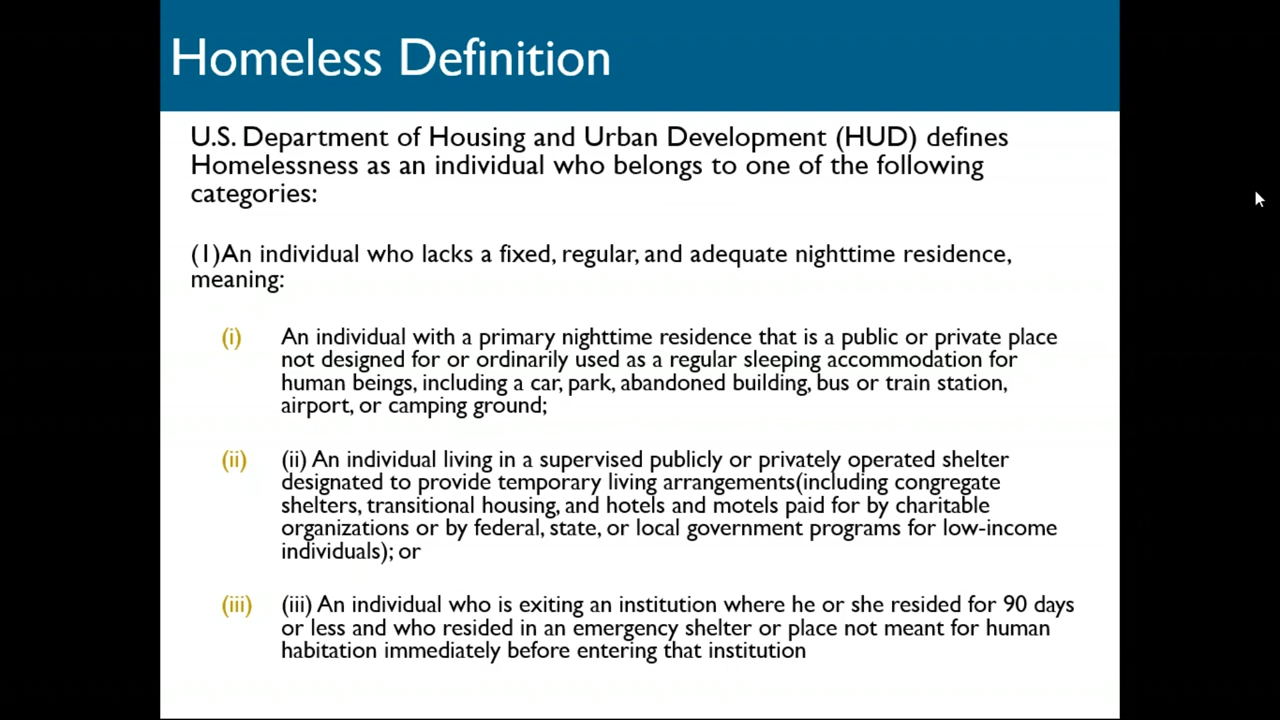 Homeless Definition
U.S. Department of Housing and Urban Development (HUD) defines
Homelessness as an individual who belongs to one of the following
categories:
(1)An individual who lacks a fixed, regular, and adequate nighttime residence,
meaning:
(i) An individual with a primary nighttime residence that is a public or private place
not designed for or ordinarily used as a regular sleeping accommodation for
human beings, including a car, park, abandoned building, bus or train station,
airport, or camping ground;
(ii) (ii) An individual living in a supervised publicly or privately operated shelter
designated to provide temporary living arrangements(including congregate
shelters, transitional housing, and hotels and motels paid for by charitable
organizations or by federal, state, or local government programs for low-income
individuals); or
(iii) (iii) An individual who is exiting an institution where he or she resided for 90 days
or less and who resided in an emergency shelter or place not meant for human
habitation immediately before entering that institution